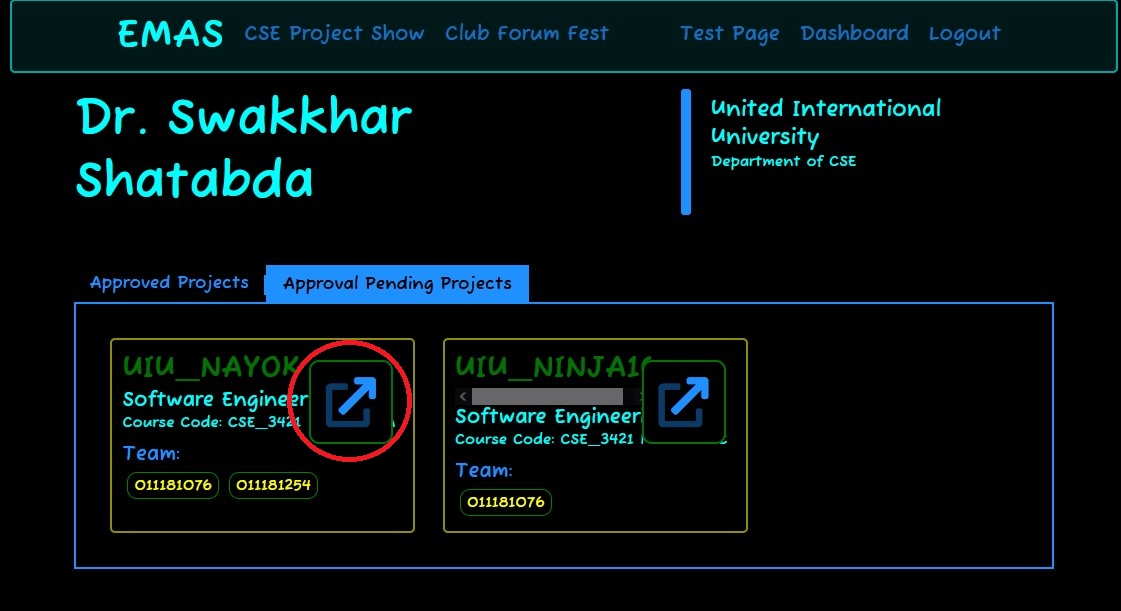 EMAS CSE Project Show Club Forum Fest Test Page Dashboard Logout
Dr. Swakkhar
Shatabda
United International
University
Department of CSE
Approved Projects Approval Pending Projects
UIU_NAYOK
Software Engineer
Course Code: CSE_3421
Team:
011181076 011181254
UIU_NINJA1
Software Engineer
Course Code: CSE_3421
Team:
011181076